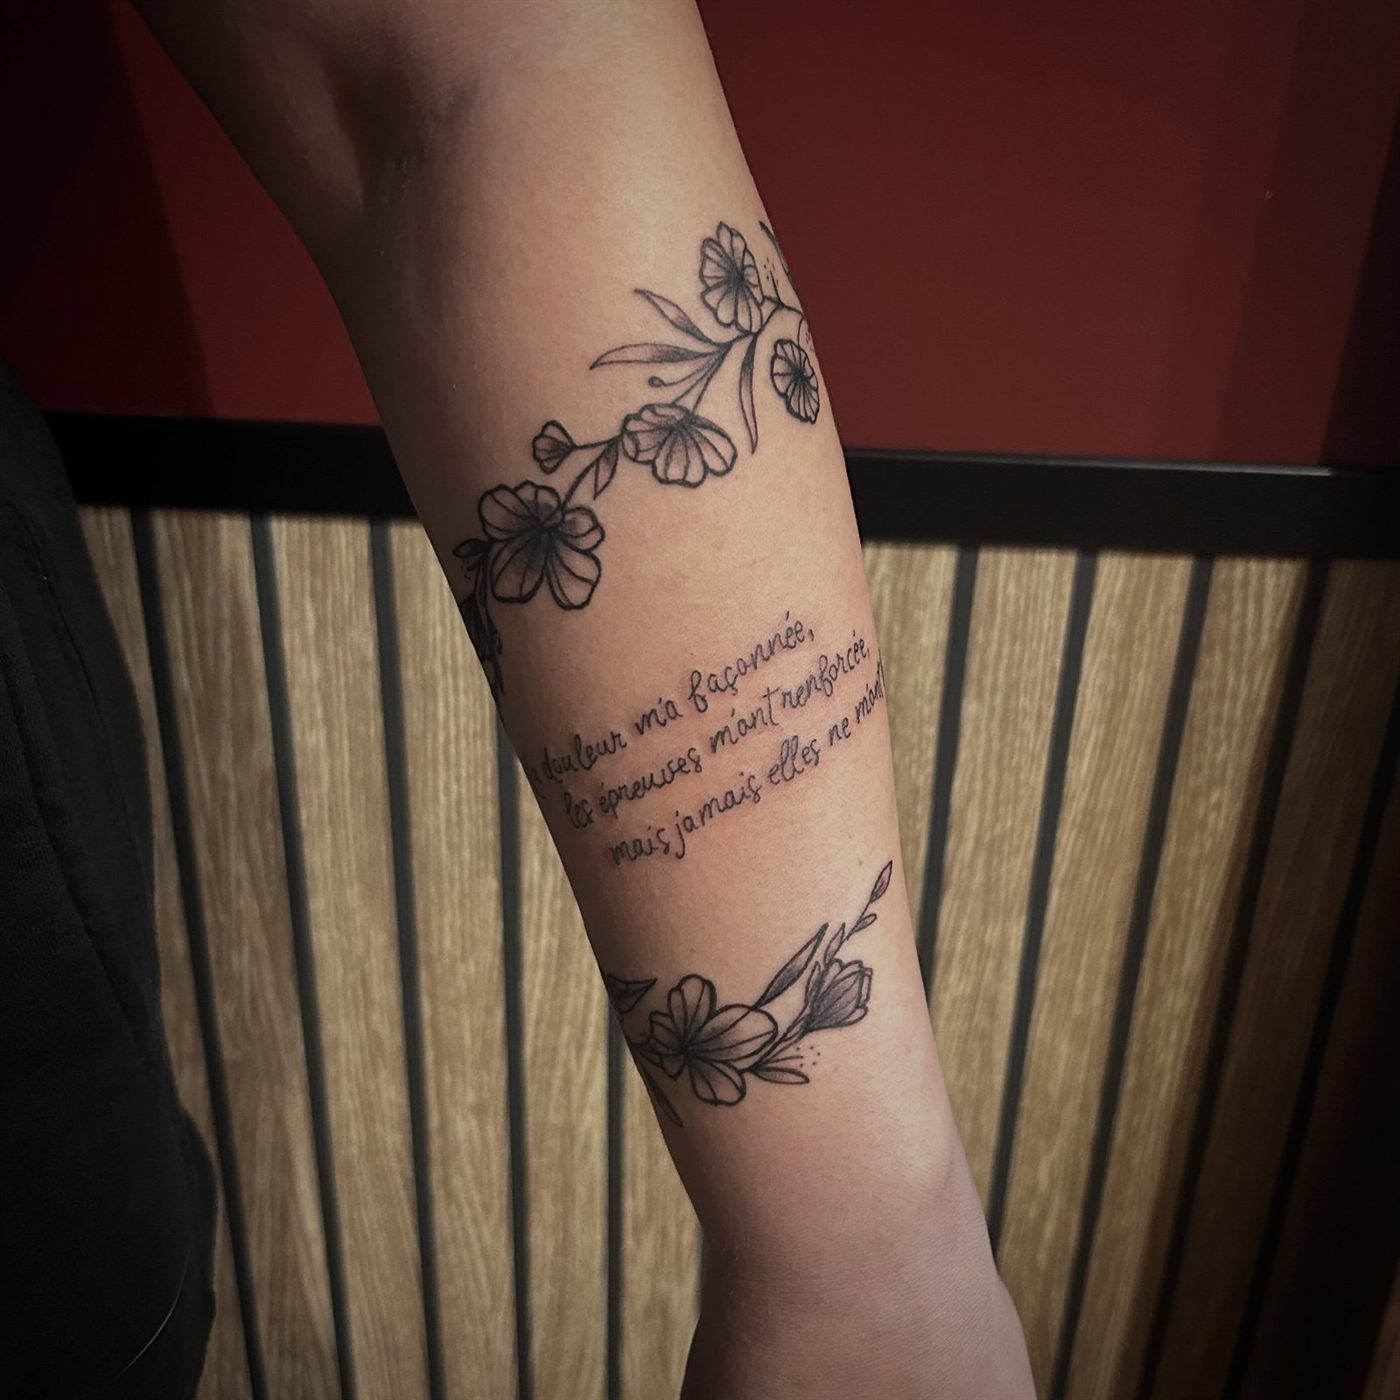 douleur m'a façonnée,
les épreuves m'ont renforcée,
mais jamais elles ne m'ont